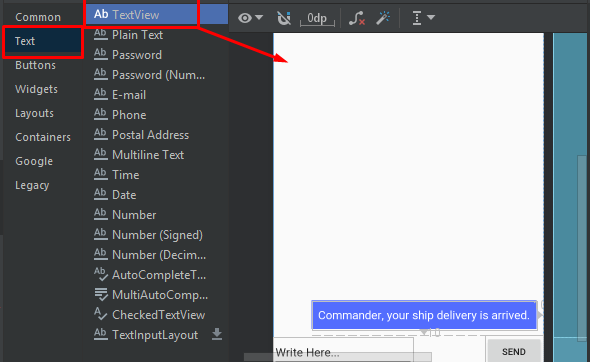 Common
Text
Buttons
Widgets
Layouts
Containers
Google
Legacy
Ab TextView
Ab Plain Text
Ab Password
Ab Password (Num...
Ab E-mail
Ab Phone
Ab Postal Address
Ab Multiline Text
Ab Time
Ab Date
Ab Number
Ab Number (Signed)
Ab Number (Decim...
Ab AutoCompleteT...
MultiAutoComp...
A CheckedTextView
Ab TextInputLayout
0dp
Commander, your ship delivery is arrived.
Write Here...
SEND